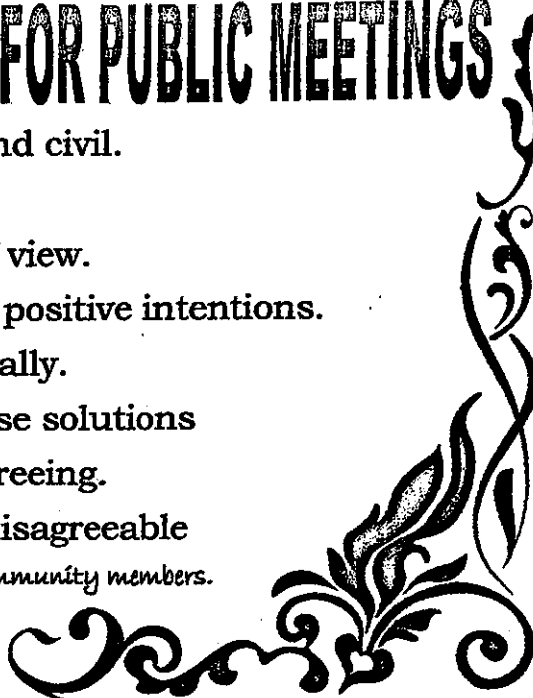 FOR PUBLIC MEETINGS
nd civil.
view.
positive intentions.
ally.
se solutions
reeing.
isagreeable
mmunity members.